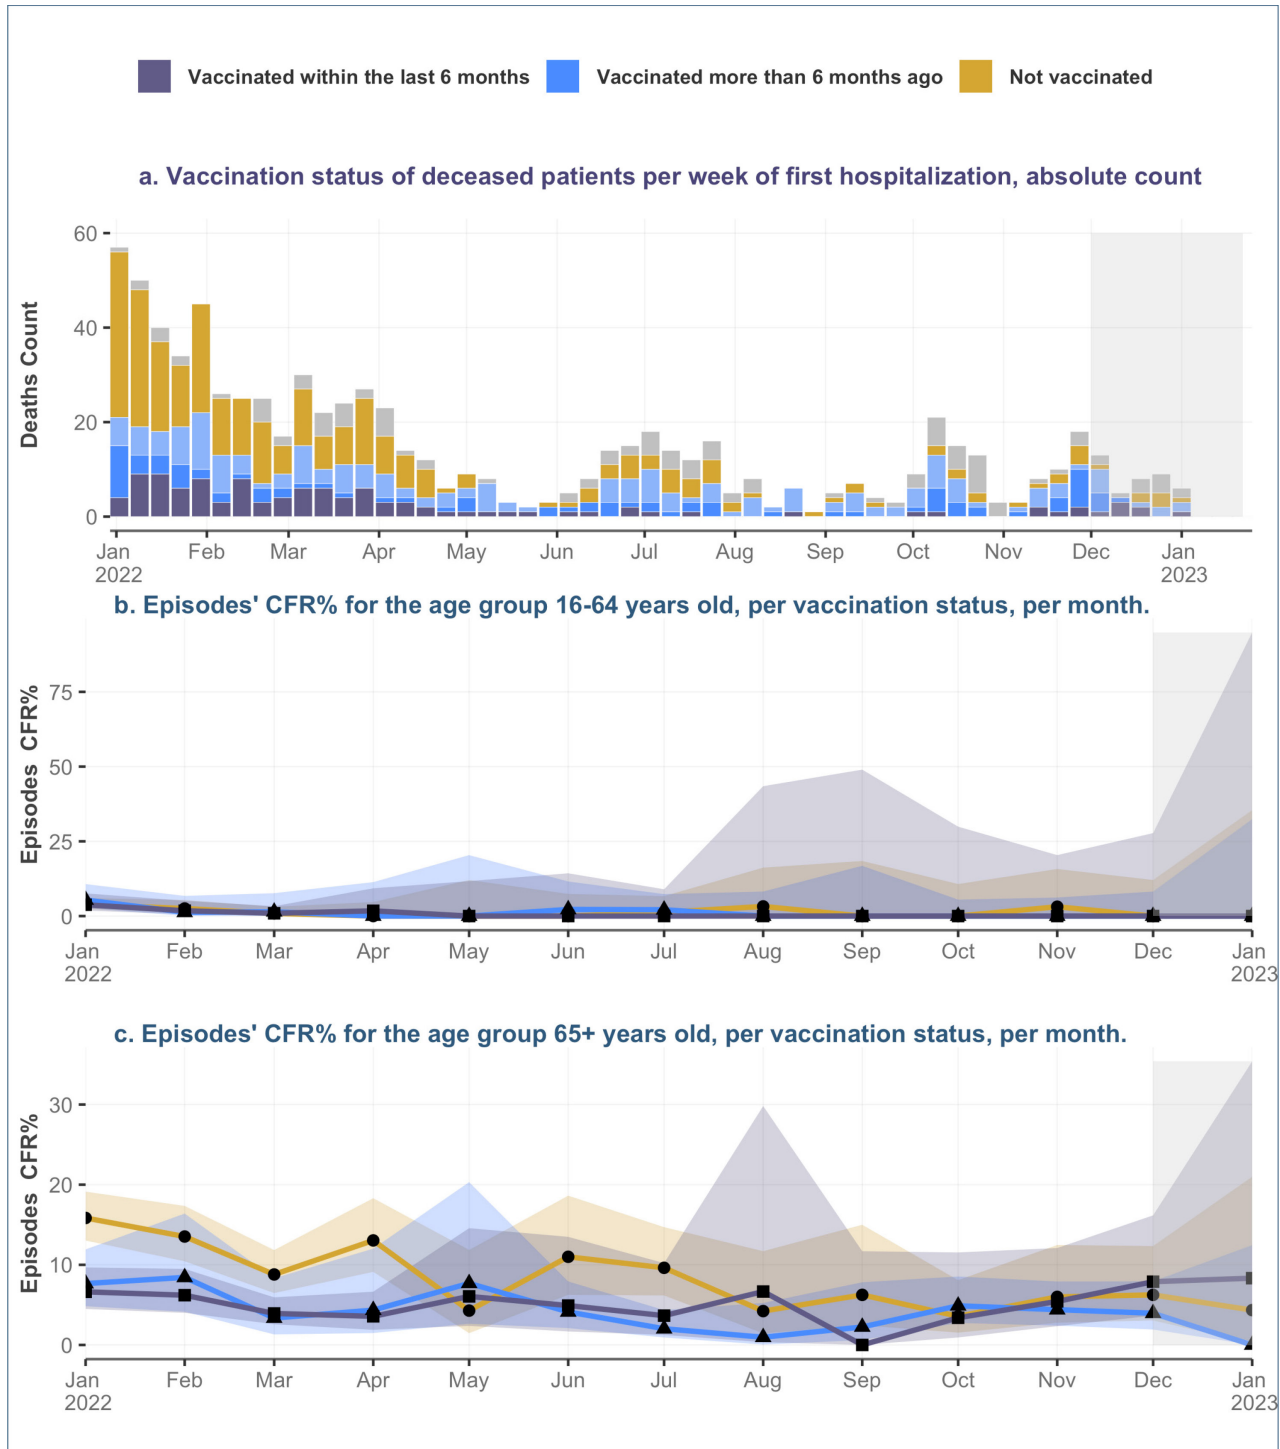 Vaccinated within the last 6 months Vaccinated more than 6 months ago Not vaccinated
a. Vaccination status of deceased patients per week of first hospitalization, absolute count
Deaths Count
60
40
20
0
Jan Feb Mar Apr May Jun Jul Aug Sep Oct Nov Dec Jan
2022 2023
b. Episodes' CFR% for the age group 16-64 years old, per vaccination status, per month.
Episodes CFR%
75
50
25
0
Jan Feb Mar Apr May Jun Jul Aug Sep Oct Nov Dec Jan
2022 2023
c. Episodes' CFR% for the age group 65+ years old, per vaccination status, per month.
Episodes CFR%
30
20
10
0
Jan Feb Mar Apr May Jun Jul Aug Sep Oct Nov Dec Jan
2022 2023